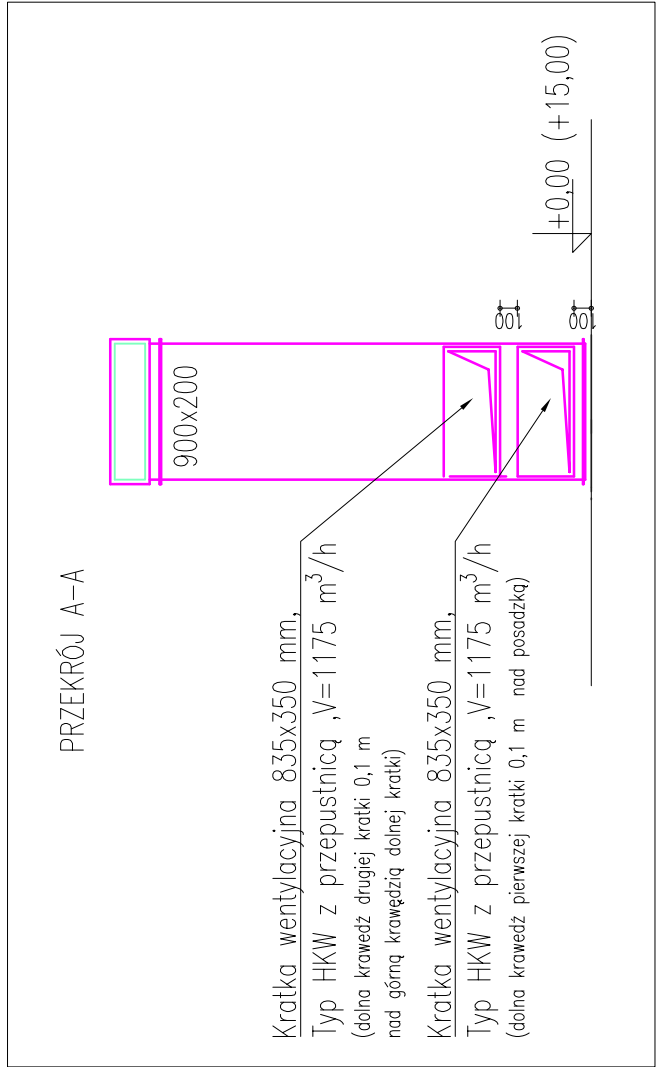 PRZEKRÓJ A-A
900x200
Kratka wentylacyjna 835x350 mm,
Typ HKW z przepustnicą ,V=1175 m³/h
(dolna krawedź drugiej kratki 0,1 m
nad górną krawędzią dolnej kratki)
Kratka wentylacyjna 835x350 mm,
Typ HKW z przepustnicą ,V=1175 m³/h
(dolna krawedź pierwszej kratki 0,1 m nad posadzką)
100
100
+0,00 (+15,00)